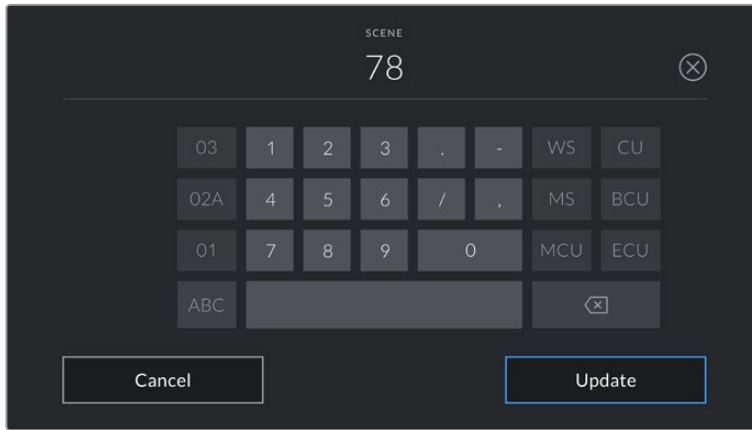 SCENE
78
03 1 2 3 . - WS CU
02A 4 5 6 / , MS BCU
01 7 8 9 0 MCU ECU
ABC
Cancel Update